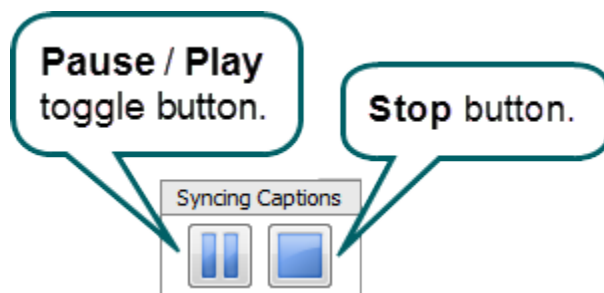 Pause / Play
toggle button.
Stop button.
Syncing Captions